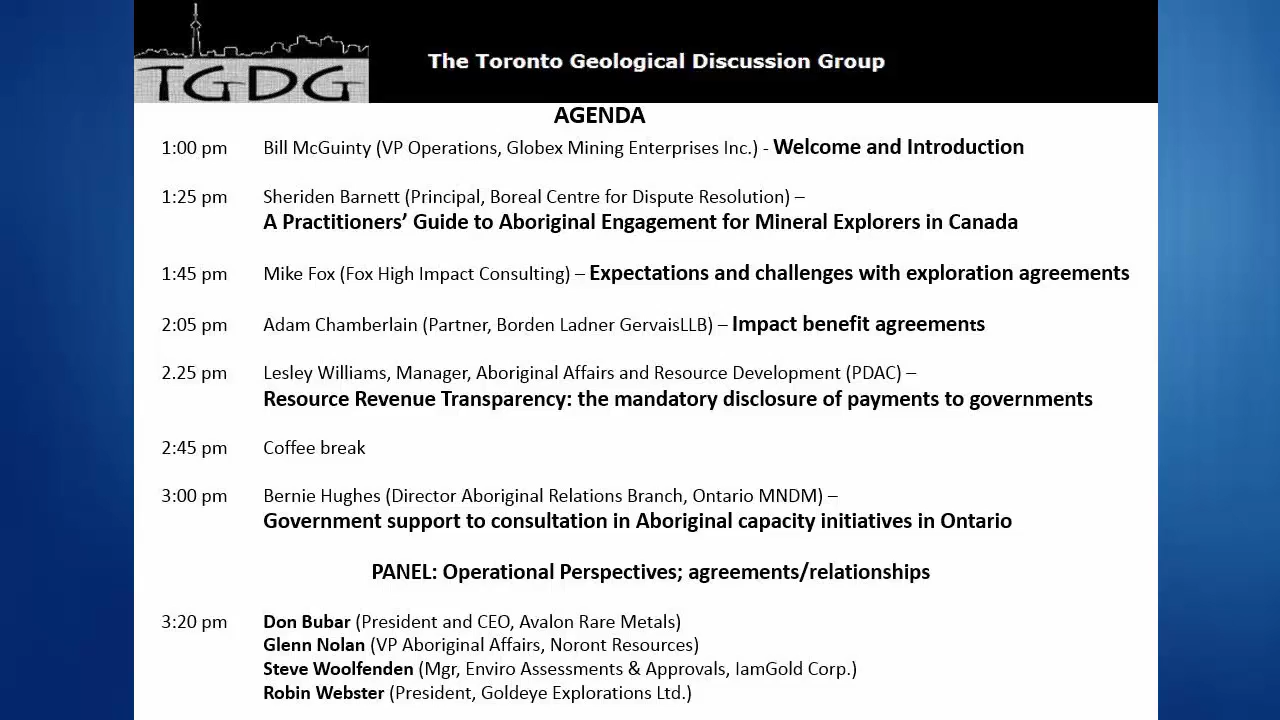 TGDG
The Toronto Geological Discussion Group
AGENDA
1:00 pm Bill McGuinty (VP Operations, Globex Mining Enterprises Inc.) - Welcome and Introduction
1:25 pm Sheriden Barnett (Principal, Boreal Centre for Dispute Resolution) –
A Practitioners’ Guide to Aboriginal Engagement for Mineral Explorers in Canada
1:45 pm Mike Fox (Fox High Impact Consulting) – Expectations and challenges with exploration agreements
2:05 pm Adam Chamberlain (Partner, Borden Ladner GervaisLLB) – Impact benefit agreements
2.25 pm Lesley Williams, Manager, Aboriginal Affairs and Resource Development (PDAC) –
Resource Revenue Transparency: the mandatory disclosure of payments to governments
2:45 pm Coffee break
3:00 pm Bernie Hughes (Director Aboriginal Relations Branch, Ontario MNDM) –
Government support to consultation in Aboriginal capacity initiatives in Ontario
PANEL: Operational Perspectives; agreements/relationships
3:20 pm Don Bubar (President and CEO, Avalon Rare Metals)
Glenn Nolan (VP Aboriginal Affairs, Noront Resources)
Steve Woolfenden (Mgr, Enviro Assessments & Approvals, IamGold Corp.)
Robin Webster (President, Goldeye Explorations Ltd.)